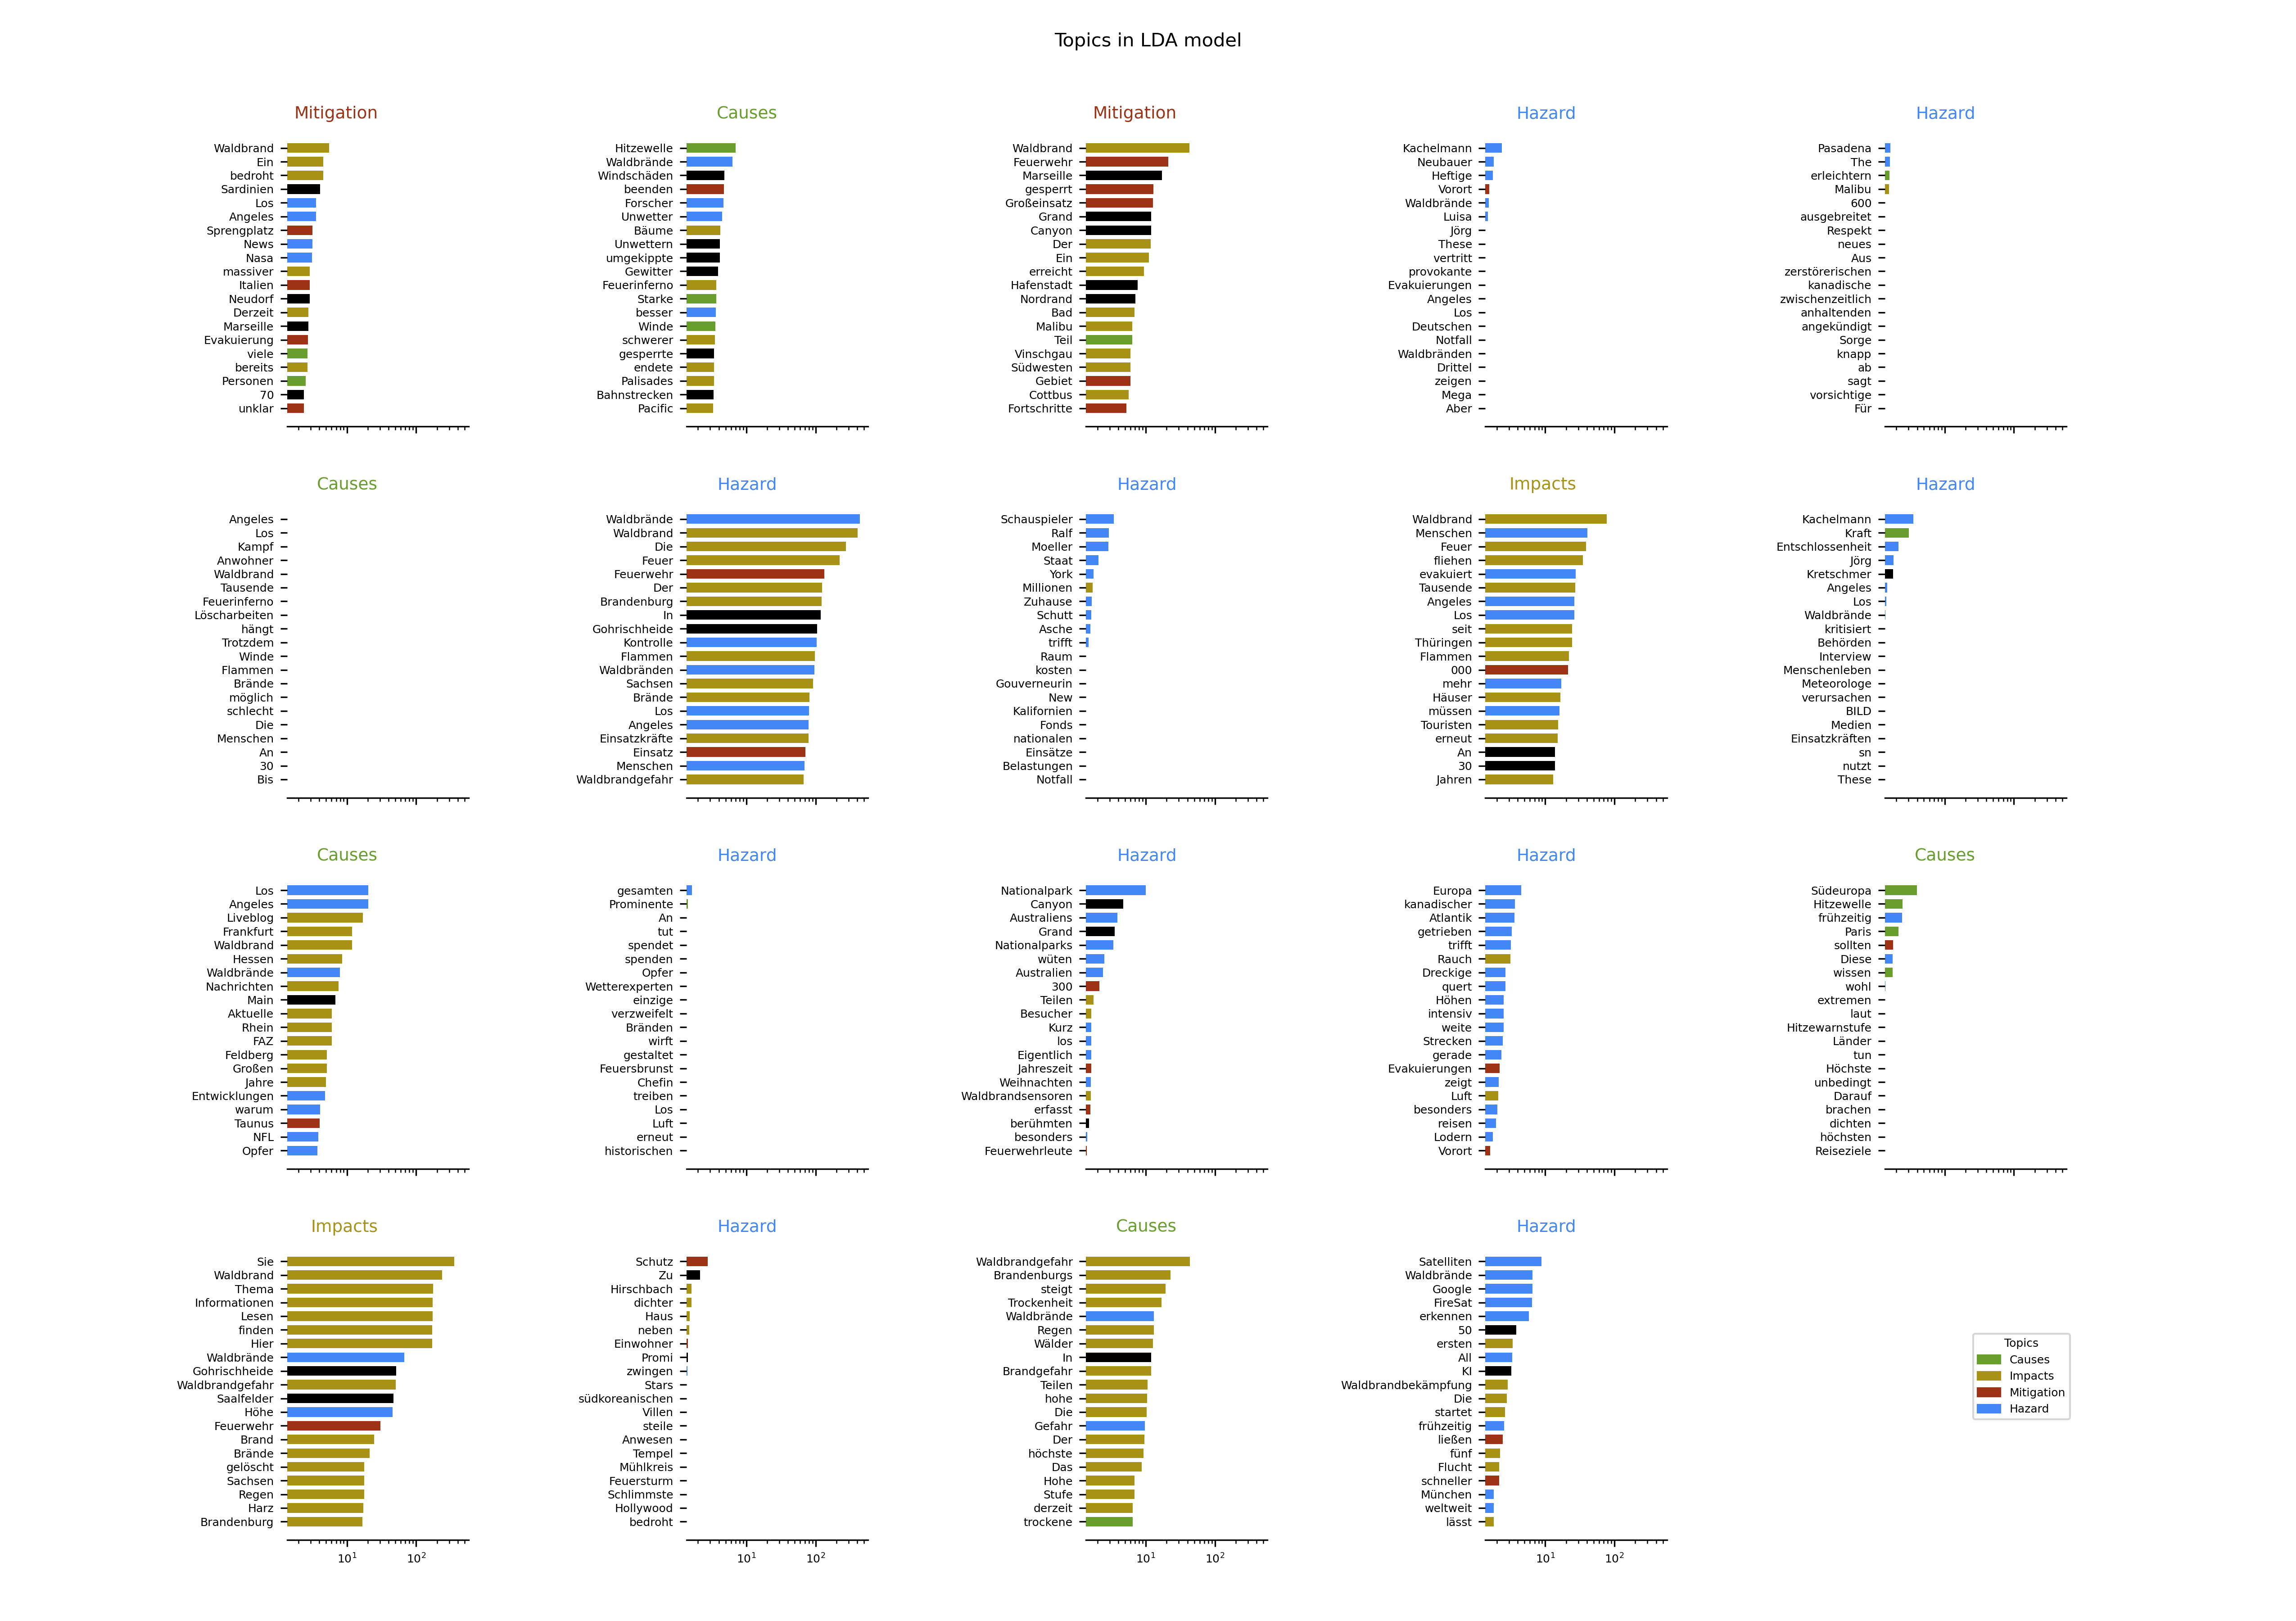 Topics in LDA model
Mitigation
Waldbrand
Ein
bedroht
Sardinien
Los
Angeles
Sprengplatz
News
Nasa
massiver
Italien
Neudorf
Derzeit
Marseille
Evakuierung
viele
bereits
Personen
70
unklar
Causes
Hitzewelle
Waldbrände
Windschäden
beenden
Forscher
Unwetter
Bäume
Unwettern
umgekippte
Gewitter
Feuerinferno
Starke
besser
Winde
schwerer
gesperrte
endete
Palisades
Bahnstrecken
Pacific
Mitigation
Waldbrand
Feuerwehr
Marseille
gesperrt
Großeinsatz
Grand
Canyon
Der
Ein
erreicht
Hafenstadt
Nordrand
Bad
Malibu
Teil
Vinschgau
Südwesten
Gebiet
Cottbus
Fortschritte
Hazard
Kachelmann
Neubauer
Heftige
Vorort
Waldbrände
Luisa
Jörg
These
vertritt
provokante
Evakuierungen
Angeles
Los
Deutschen
Notfall
Waldbränden
Drittel
zeigen
Mega
Aber
Hazard
Pasadena
The
erleichtern
Malibu
600
ausgebreitet
Respekt
neues
Aus
zerstörerischen
kanadische
zwischenzeitlich
anhaltenden
angekündigt
Sorge
knapp
ab
sagt
vorsichtige
Für
Causes
Angeles
Los
Kampf
Anwohner
Waldbrand
Tausende
Feuerinferno
Löscharbeiten
hängt
Trotzdem
Winde
Flammen
Brände
möglich
schlecht
Die
Menschen
An
30
Bis
Hazard
Waldbrände
Waldbrand
Die
Feuer
Feuerwehr
Der
Brandenburg
In
Gohrischheide
Kontrolle
Flammen
Waldbränden
Sachsen
Brände
Los
Angeles
Einsatzkräfte
Einsatz
Menschen
Waldbrandgefahr
Hazard
Schauspieler
Ralf
Moeller
Staat
York
Millionen
Zuhause
Schutt
Asche
trifft
Raum
kosten
Gouverneurin
New
Kalifornien
Fonds
nationalen
Einsätze
Belastungen
Notfall
Impacts
Waldbrand
Menschen
Feuer
fliehen
evakuiert
Tausende
Angeles
Los
seit
Thüringen
Flammen
000
mehr
Häuser
müssen
Touristen
erneut
An
30
Jahren
Hazard
Kachelmann
Kraft
Entschlossenheit
Jörg
Kretschmer
Angeles
Los
Waldbrände
kritisiert
Behörden
Interview
Menschenleben
Meteorologe
verursachen
BILD
Medien
Einsatzkräften
sn
nutzt
These
Causes
Los
Angeles
Liveblog
Frankfurt
Waldbrand
Hessen
Waldbrände
Nachrichten
Main
Aktuelle
Rhein
FAZ
Feldberg
Großen
Jahre
Entwicklungen
warum
Taunus
NFL
Opfer
Hazard
gesamten
Prominente
An
tut
spendet
spenden
Opfer
Wetterexperten
einzige
verzweifelt
Bränden
wirft
gestaltet
Feuersbrunst
Chefin
treiben
Los
Luft
erneut
historischen
Hazard
Nationalpark
Canyon
Australiens
Grand
Nationalparks
wüten
Australien
300
Teilen
Besucher
Kurz
los
Eigentlich
Jahreszeit
Weihnachten
Waldbrandsensoren
erfasst
berühmten
besonders
Feuerwehrleute
Hazard
Europa
kanadischer
Atlantik
getrieben
trifft
Rauch
Dreckige
quert
Höhen
intensiv
weite
Strecken
gerade
Evakuierungen
zeigt
Luft
besonders
reisen
Lodern
Vorort
Causes
Südeuropa
Hitzewelle
frühzeitig
Paris
sollten
Diese
wissen
wohl
extremen
laut
Hitzewarnstufe
Länder
tun
Höchste
unbedingt
Darauf
brachen
dichten
höchsten
Reiseziele
Impacts
Sie
Waldbrand
Thema
Informationen
Lesen
finden
Hier
Waldbrände
Gohrischheide
Waldbrandgefahr
Saalfelder
Höhe
Feuerwehr
Brand
Brände
gelöscht
Sachsen
Regen
Harz
Brandenburg
10¹ 10²
Hazard
Schutz
Zu
Hirschbach
dichter
Haus
neben
Einwohner
Promi
zwingen
Stars
südkoreanischen
Villen
steile
Anwesen
Tempel
Mühlkreis
Feuersturm
Schlimmste
Hollywood
bedroht
10¹ 10²
Causes
Waldbrandgefahr
Brandenburgs
steigt
Trockenheit
Waldbrände
Regen
Wälder
In
Brandgefahr
Teilen
hohe
Die
Gefahr
Der
höchste
Das
Hohe
Stufe
derzeit
trockene
10¹ 10²
Hazard
Satelliten
Waldbrände
Google
FireSat
erkennen
50
ersten
All
KI
Waldbrandbekämpfung
Die
startet
frühzeitig
ließen
fünf
Flucht
schneller
München
weltweit
lässt
10¹ 10²
Topics
Causes
Impacts
Mitigation
Hazard